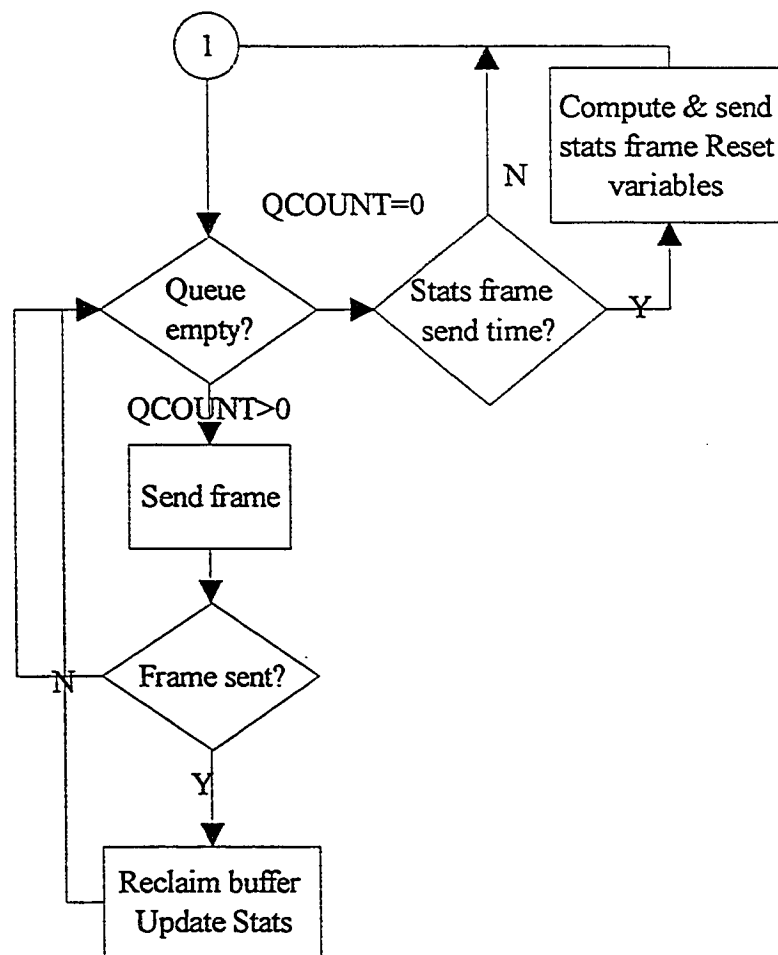 1
Compute & send
stats frame Reset
variables
N
QCOUNT=0
Queue
empty?
Stats frame
send time?
Y
QCOUNT>0
Send frame
Frame sent?
N
Y
Reclaim buffer
Update Stats